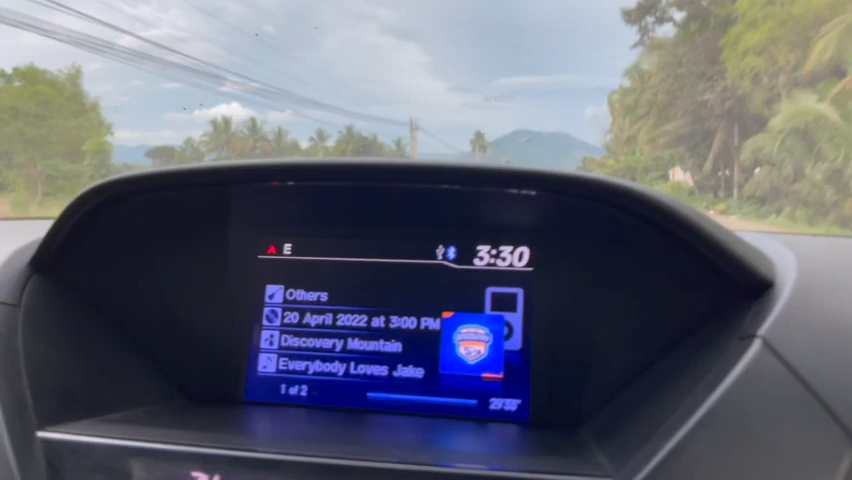 E
3:30
Others
20 April 2022 at 3:00 PM
Discovery Mountain
Everybody Loves Jake
1 of 2